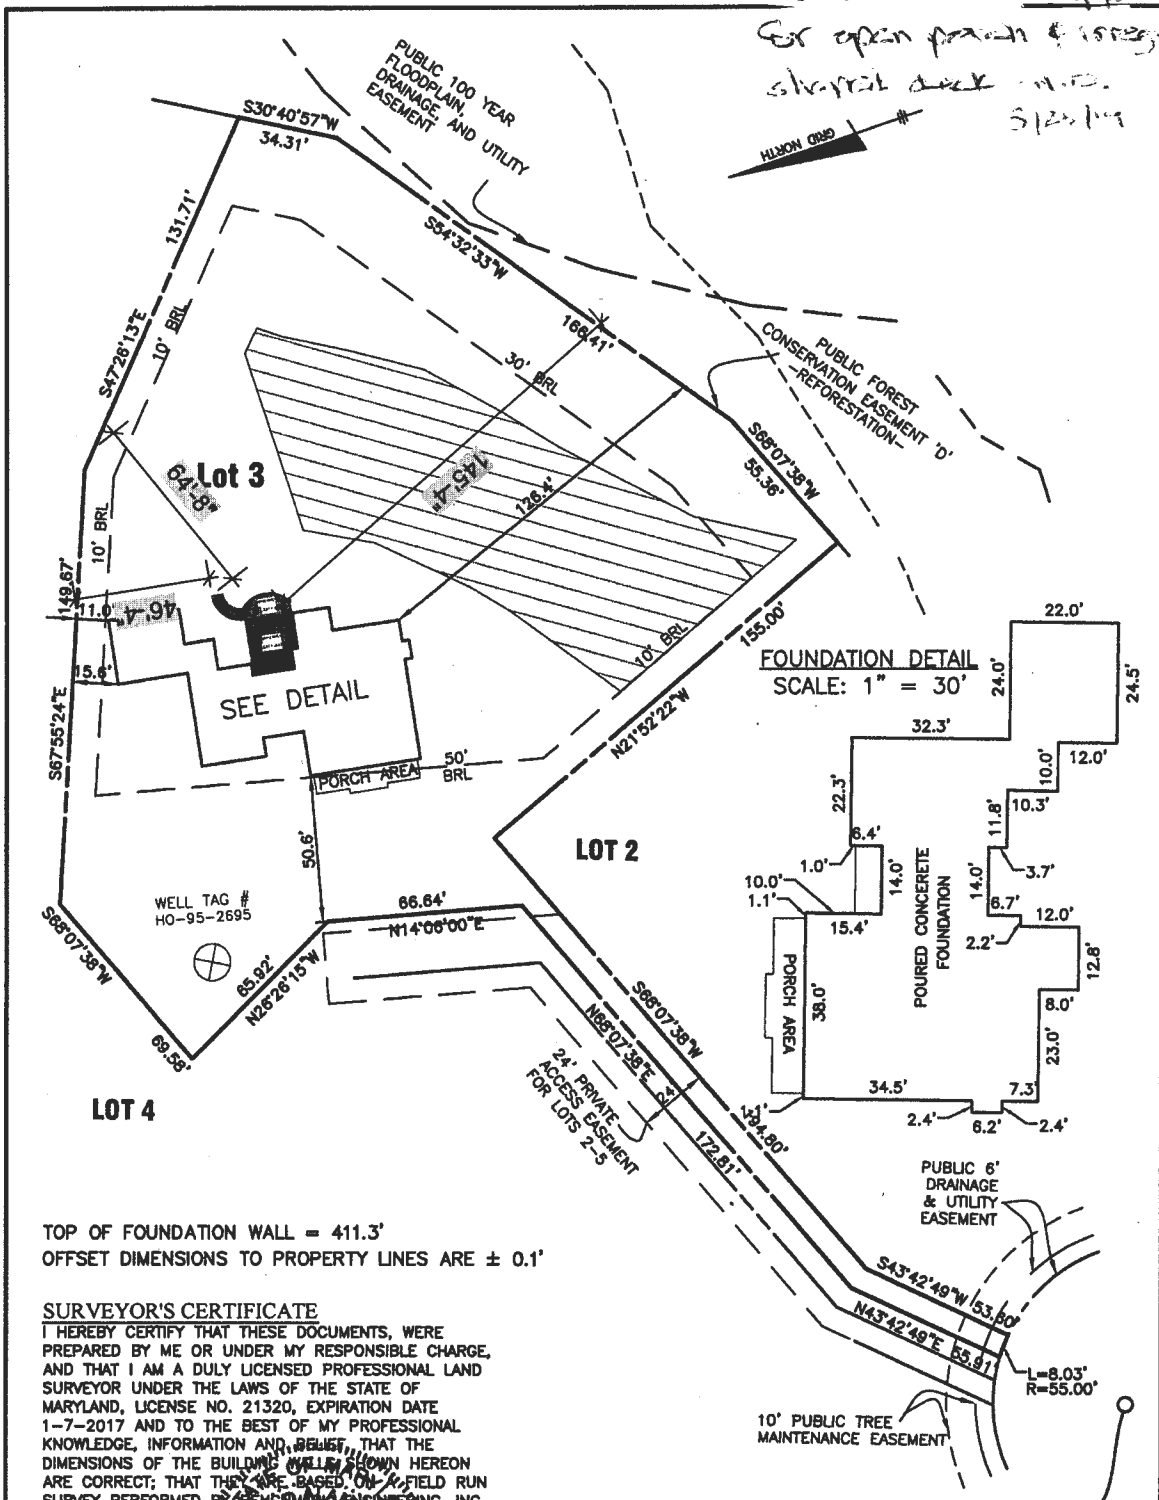 for open porch & irreg
shaped deck
GRID NORTH
PUBLIC 100 YEAR
FLOODPLAIN,
DRAINAGE, AND UTILITY
EASEMENT
S30°40'57"W
34.31'
131.71'
S47°26'13"E
10' BRL
S54°32'33"W
166.41'
30' BRL
PUBLIC FOREST
CONSERVATION EASEMENT 'D'
-REFORESTATION-
S68°07'38"W
55.36'
Lot 3
64'-8"
145'-4"
126.4'
10' BRL
149.67'
11.0'
46'-4"
15.6'
S67°55'24"E
SEE DETAIL
10' BRL
155.00'
N21°52'22"W
PORCH AREA
50'
BRL
50.6'
LOT 2
WELL TAG #
HO-95-2695
66.64'
N14°06'00"E
S68°07'38"W
69.58'
65.92'
N26°26'15"W
LOT 4
S68°07'38"W
194.80'
N68°07'38"E
172.81'
24'
24' PRIVATE
ACCESS EASEMENT
FOR LOTS 2-5
FOUNDATION DETAIL
SCALE: 1" = 30'
22.0'
24.0'
24.5'
32.3'
12.0'
10.0'
10.3'
22.3'
11.8'
6.4'
1.0'
14.0'
14.0'
3.7'
10.0'
1.1'
15.4'
6.7'
12.0'
2.2'
12.8'
POURED CONCRETE
FOUNDATION
PORCH AREA
38.0'
8.0'
23.0'
34.5'
7.3'
1.1'
2.4'
6.2'
2.4'
PUBLIC 6'
DRAINAGE
& UTILITY
EASEMENT
S43°42'49"W 53.80'
N43°42'49"E 55.91'
L=8.03'
R=55.00'
10' PUBLIC TREE
MAINTENANCE EASEMENT
TOP OF FOUNDATION WALL = 411.3'
OFFSET DIMENSIONS TO PROPERTY LINES ARE ± 0.1'
SURVEYOR'S CERTIFICATE
I HEREBY CERTIFY THAT THESE DOCUMENTS, WERE
PREPARED BY ME OR UNDER MY RESPONSIBLE CHARGE,
AND THAT I AM A DULY LICENSED PROFESSIONAL LAND
SURVEYOR UNDER THE LAWS OF THE STATE OF
MARYLAND, LICENSE NO. 21320, EXPIRATION DATE
1-7-2017 AND TO THE BEST OF MY PROFESSIONAL
KNOWLEDGE, INFORMATION AND BELIEF, THAT THE
DIMENSIONS OF THE BUILDING WALLS SHOWN HEREON
ARE CORRECT; THAT THEY ARE BASED ON A FIELD RUN